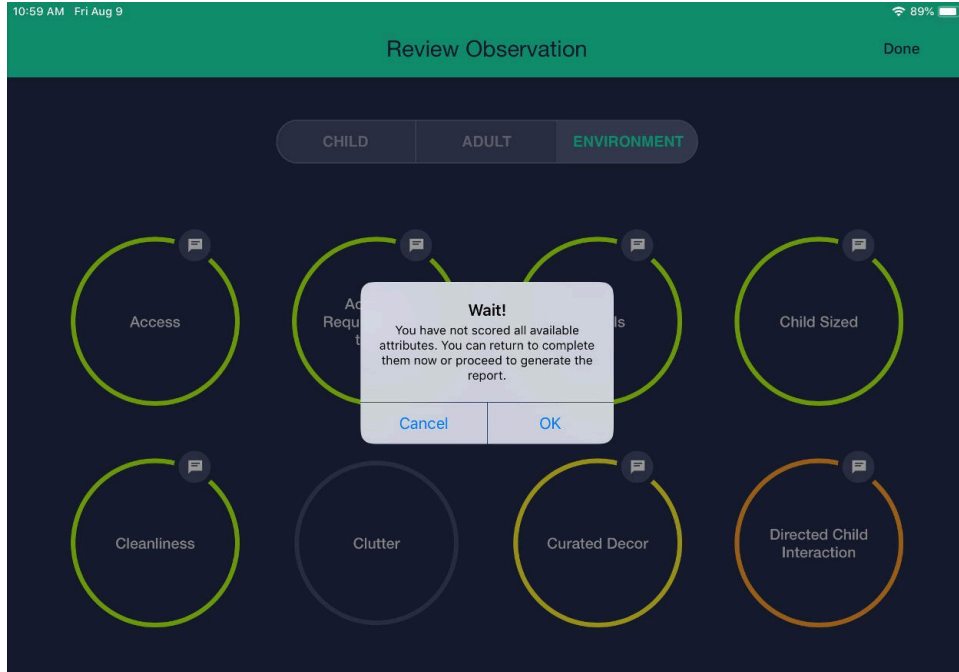 10:59 AM Fri Aug 9
89%
Review Observation
Done
CHILD
ADULT
ENVIRONMENT
Access
Child Sized
Wait!
You have not scored all available
attributes. You can return to complete
them now or proceed to generate the
report.
Cancel
OK
Cleanliness
Clutter
Curated Decor
Directed Child
Interaction